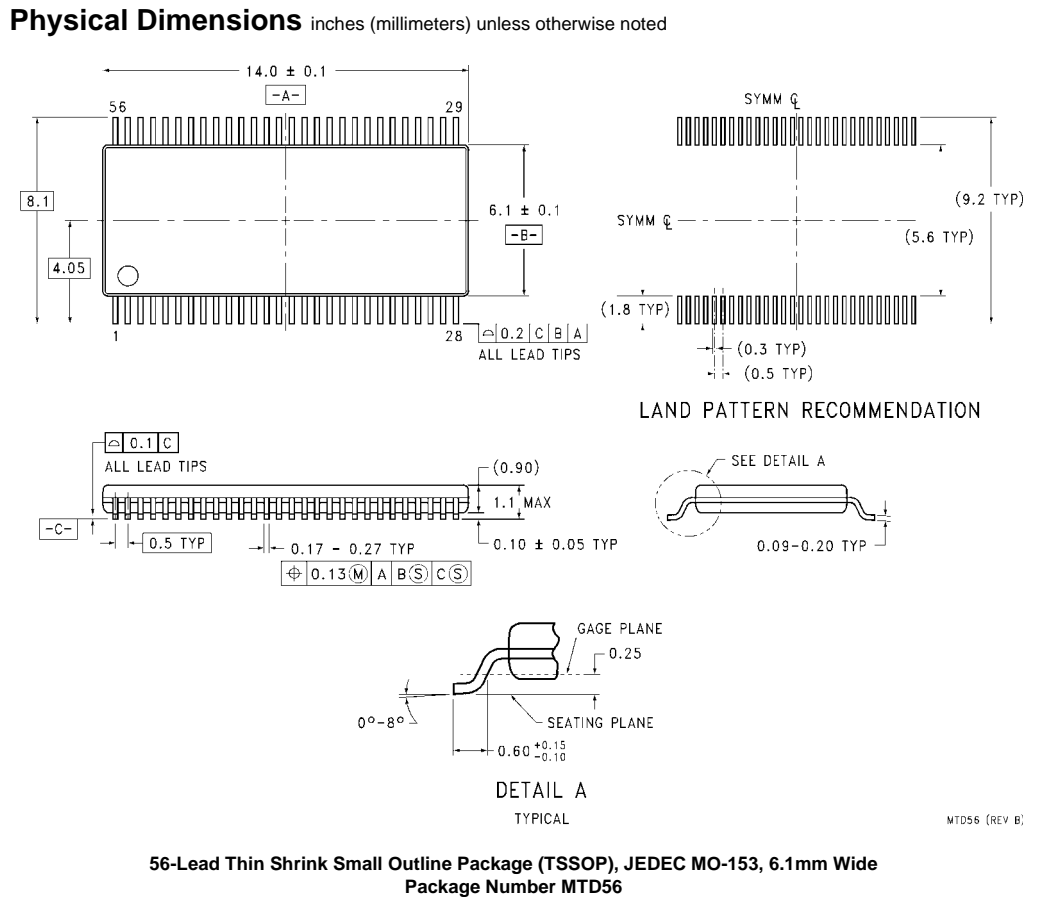 Physical Dimensions inches (millimeters) unless otherwise noted
14.0 ± 0.1
-A-
56
29
8.1
4.05
6.1 ± 0.1
-B-
1
28
⌓ 0.2 C B A
ALL LEAD TIPS
SYMM ℄
SYMM ℄
(9.2 TYP)
(5.6 TYP)
(1.8 TYP)
(0.3 TYP)
(0.5 TYP)
LAND PATTERN RECOMMENDATION
⌓ 0.1 C
ALL LEAD TIPS
(0.90)
1.1 MAX
-C-
0.5 TYP
0.17 - 0.27 TYP
0.10 ± 0.05 TYP
⌖ 0.13Ⓜ A BⓈ CⓈ
SEE DETAIL A
0.09-0.20 TYP
GAGE PLANE
0.25
0°-8°
SEATING PLANE
0.60 +0.15
-0.10
DETAIL A
TYPICAL
MTD56 (REV B)
56-Lead Thin Shrink Small Outline Package (TSSOP), JEDEC MO-153, 6.1mm Wide
Package Number MTD56